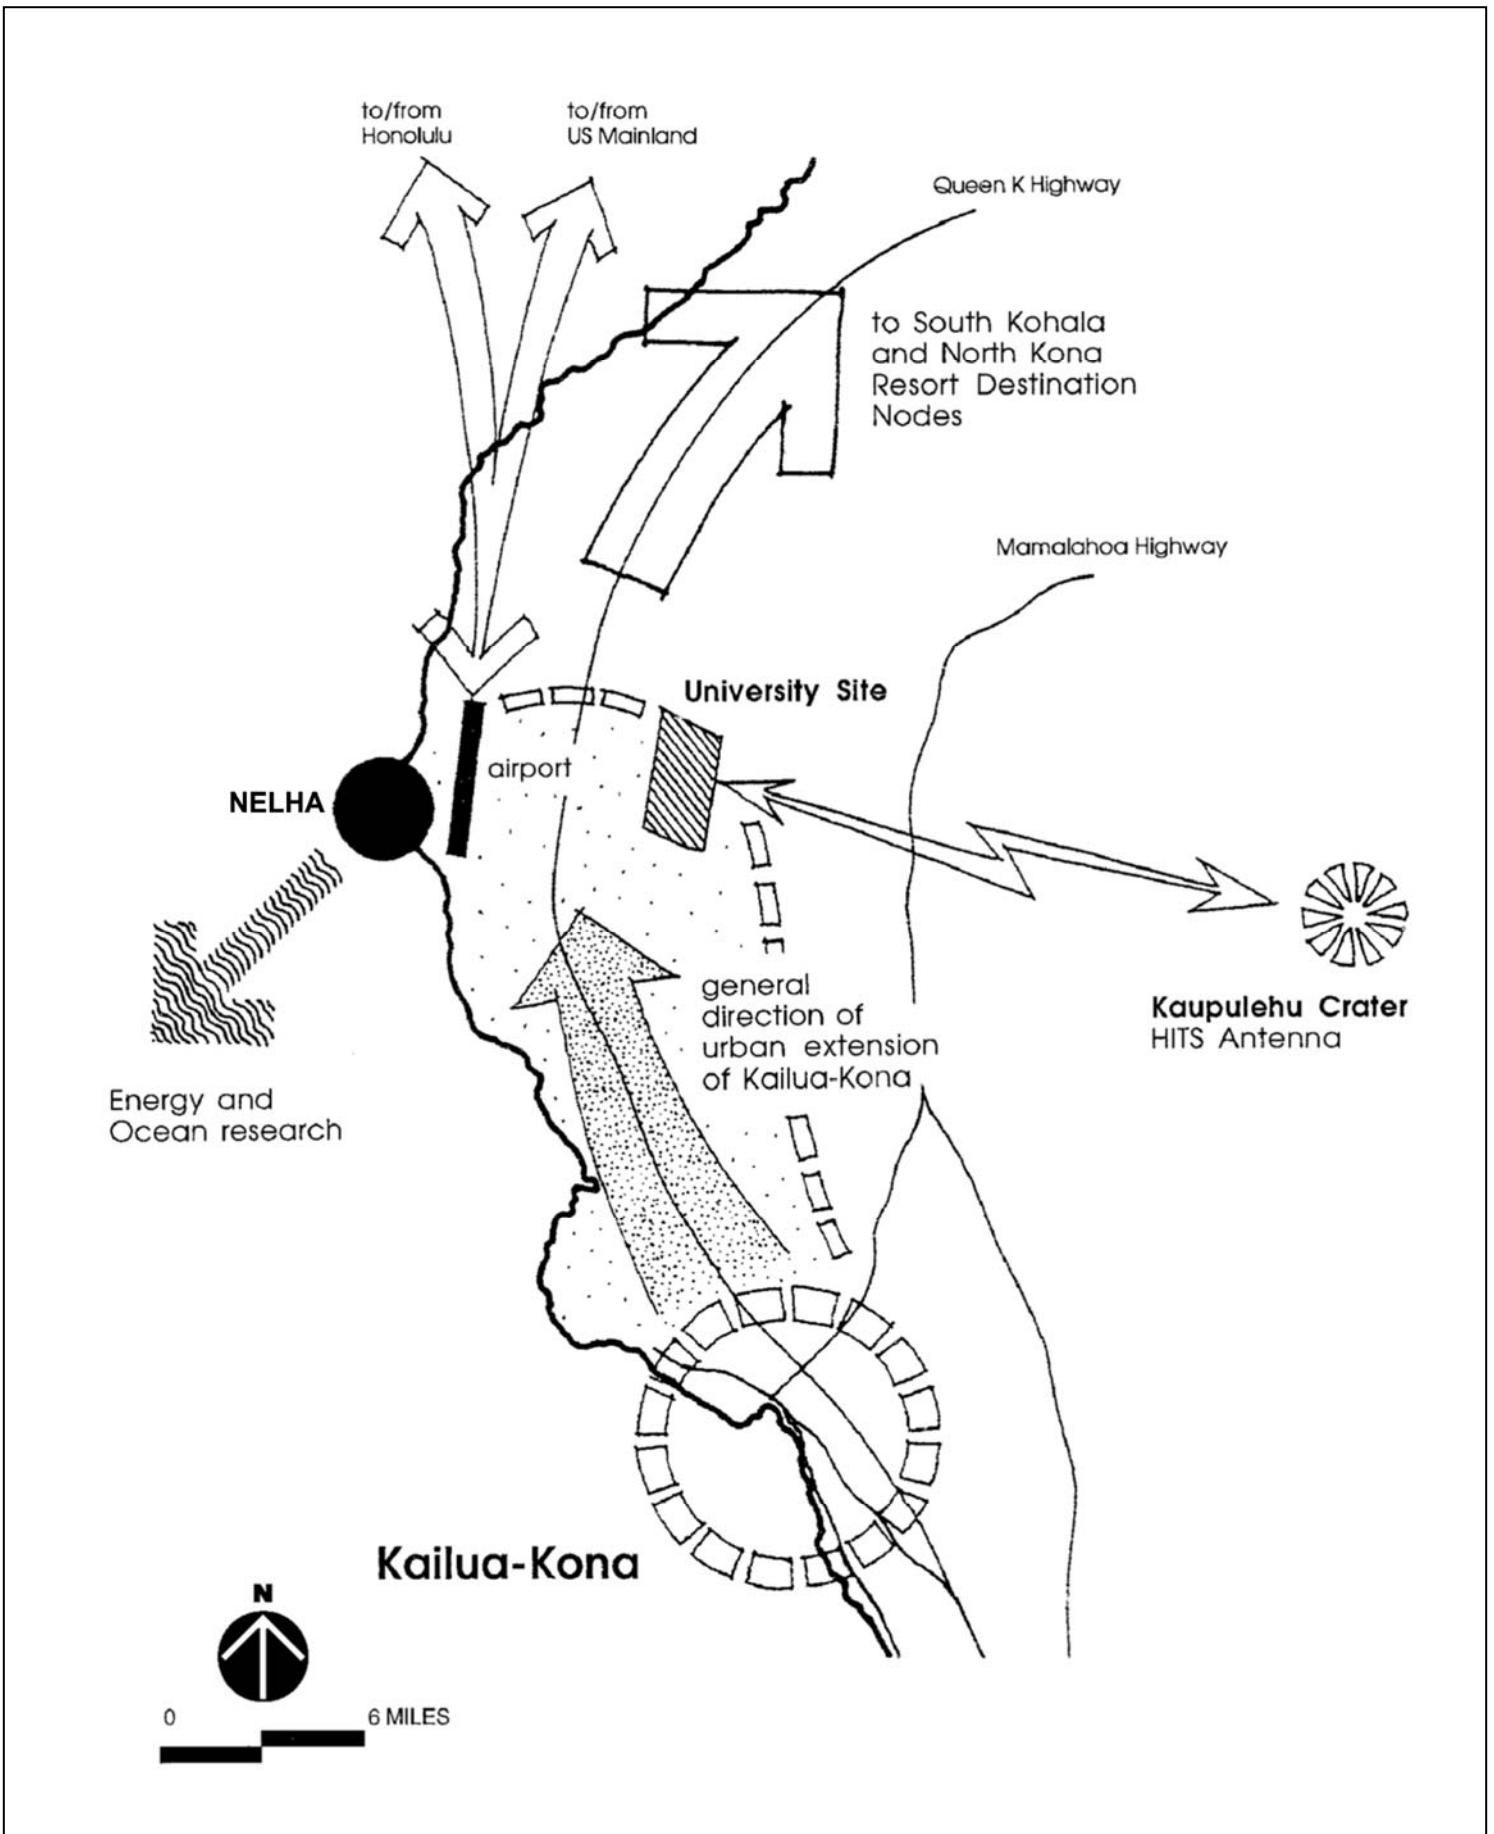 to/from
Honolulu
to/from
US Mainland
Queen K Highway
to South Kohala
and North Kona
Resort Destination
Nodes
Mamalahoa Highway
University Site
airport
NELHA
general
direction of
urban extension
of Kailua-Kona
Kaupulehu Crater
HITS Antenna
Energy and
Ocean research
Kailua-Kona
N
0
6 MILES